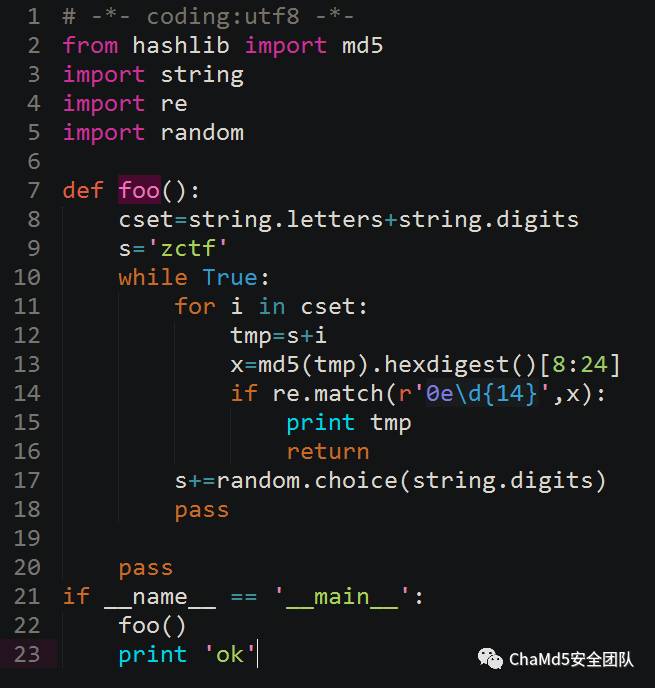 1 # -*- coding:utf8 -*-
2 from hashlib import md5
3 import string
4 import re
5 import random
6
7 def foo():
8     cset=string.letters+string.digits
9     s='zctf'
10     while True:
11         for i in cset:
12             tmp=s+i
13             x=md5(tmp).hexdigest()[8:24]
14             if re.match(r'0e\d{14}',x):
15                 print tmp
16                 return
17         s+=random.choice(string.digits)
18         pass
19
20     pass
21 if __name__ == '__main__':
22     foo()
23     print 'ok'
ChaMd5安全团队